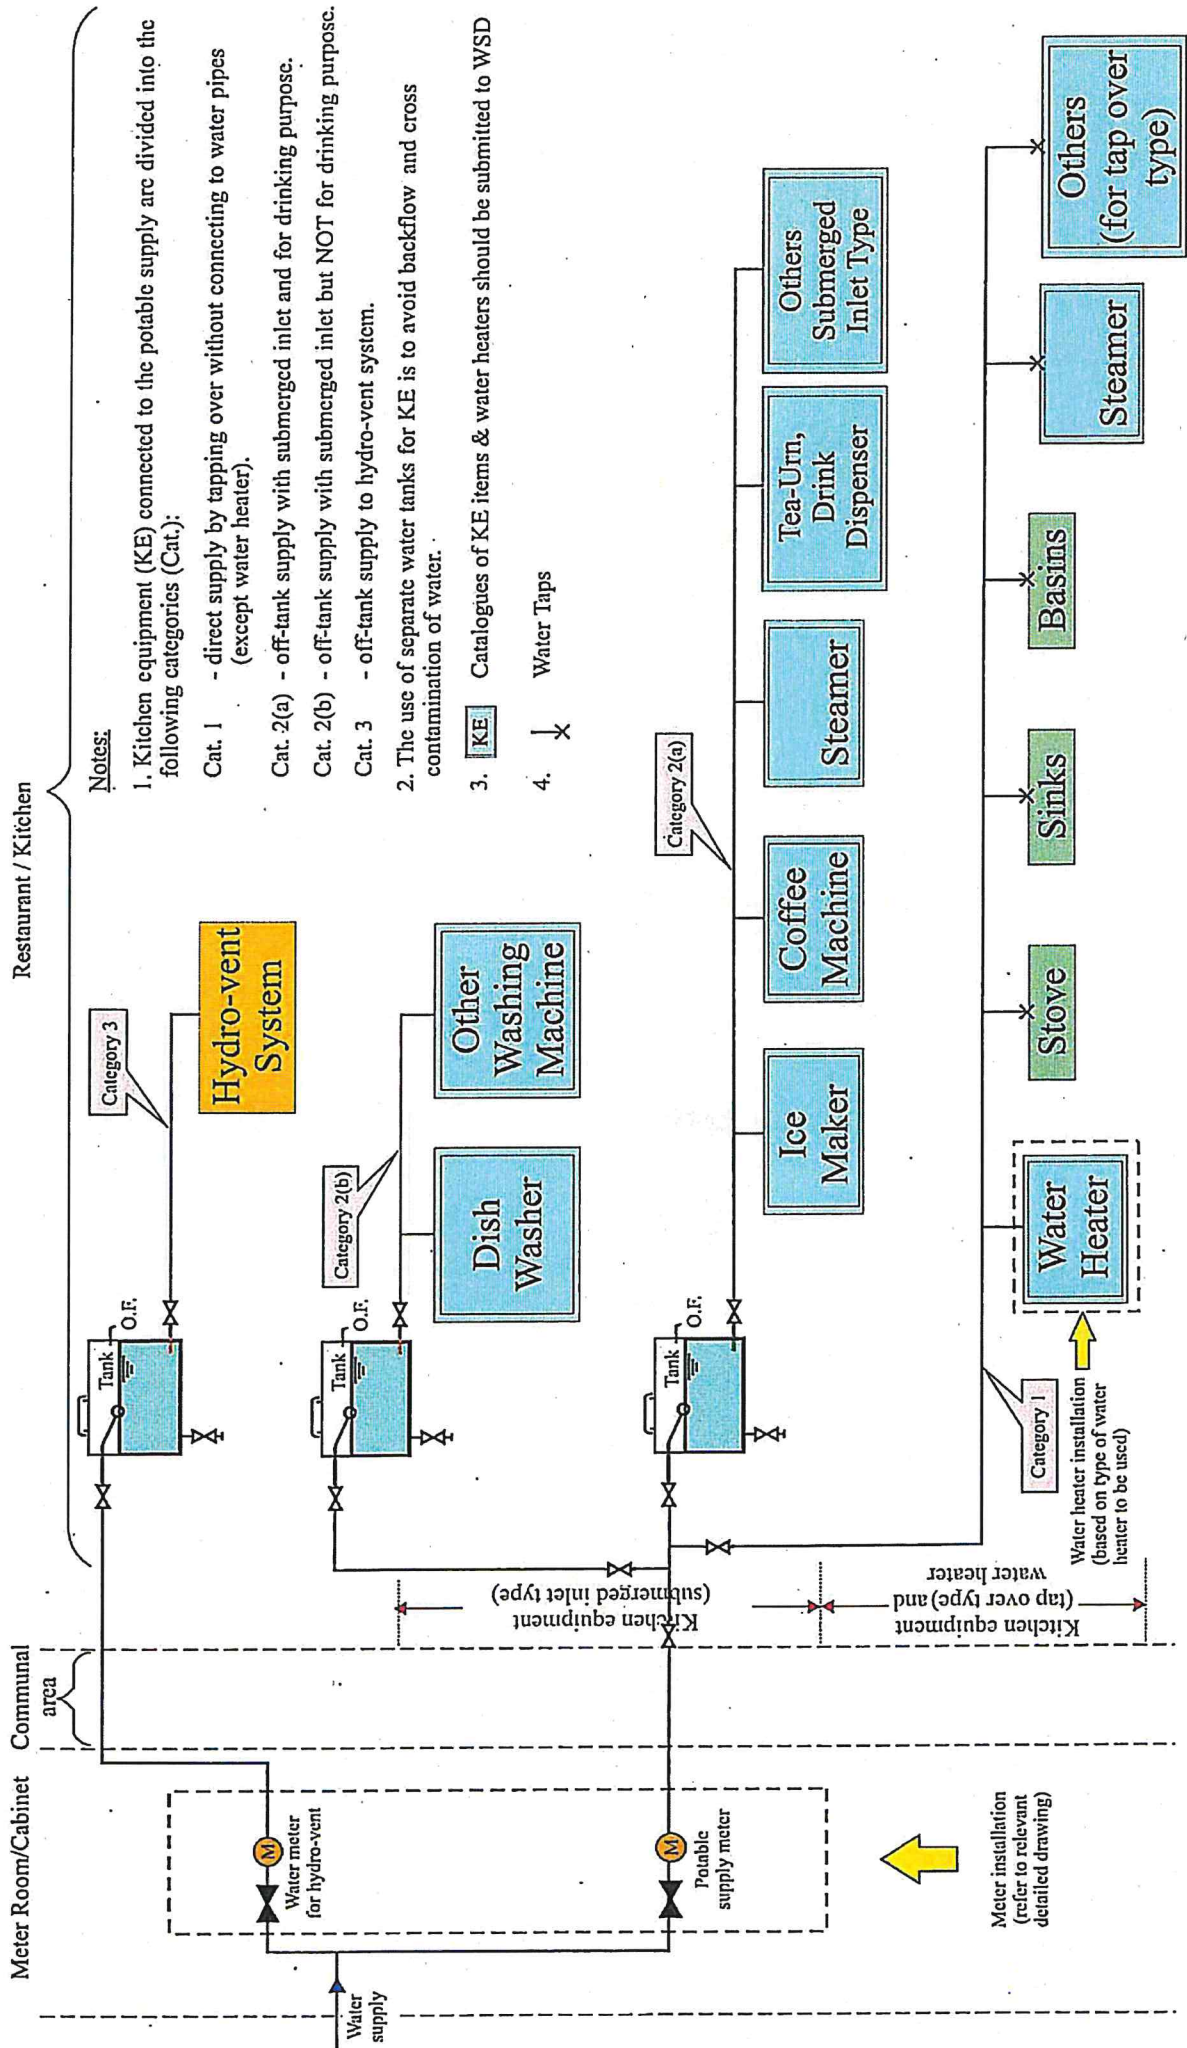 Meter Room/Cabinet
Communal
area
Restaurant / Kitchen
Notes:
1. Kitchen equipment (KE) connected to the potable supply are divided into the
following categories (Cat.):
Cat. 1 - direct supply by tapping over without connecting to water pipes
(except water heater).
Cat. 2(a) - off-tank supply with submerged inlet and for drinking purpose.
Cat. 2(b) - off-tank supply with submerged inlet but NOT for drinking purpose.
Cat. 3 - off-tank supply to hydro-vent system.
2. The use of separate water tanks for KE is to avoid backflow and cross
contamination of water.
3. KE Catalogues of KE items & water heaters should be submitted to WSD
4. Water Taps
Category 3
Tank
O.F.
Hydro-vent
System
Water
supply
M
Water meter
for hydro-vent
Category 2(b)
Tank
O.F.
Dish
Washer
Other
Washing
Machine
Kitchen equipment
(submerged inlet type)
M
Potable
supply meter
Category 2(a)
Tank
O.F.
Ice
Maker
Coffee
Machine
Steamer
Tea-Urn,
Drink
Dispenser
Others
Submerged
Inlet Type
Kitchen equipment
(tap over type) and
water heater
Category 1
Meter installation
(refer to relevant
detailed drawing)
Water heater installation
(based on type of water
heater to be used)
Water
Heater
Stove
Sinks
Basins
Steamer
Others
(for tap over
type)